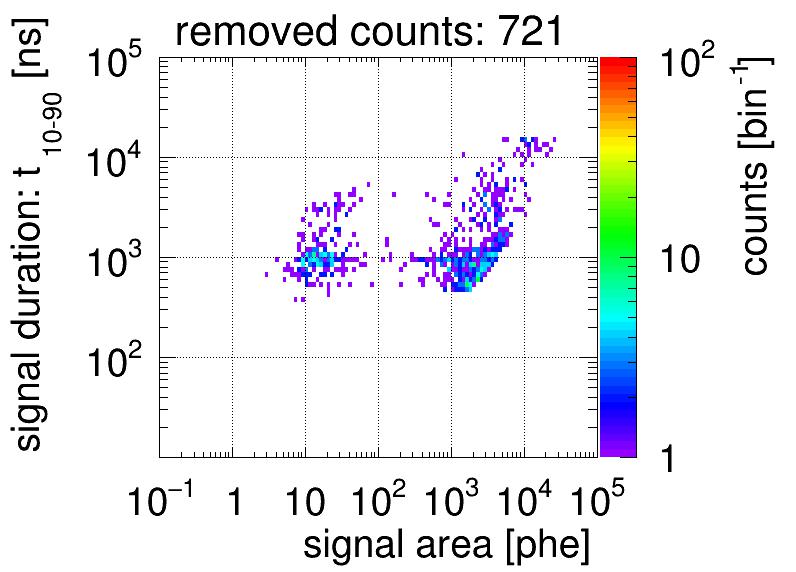 removed counts: 721
signal duration: t 10-90 [ns]
10^5
10^4
10^3
10^2
10^−1 1 10 10^2 10^3 10^4 10^5
signal area [phe]
10^2
10
1
counts [bin^-1]